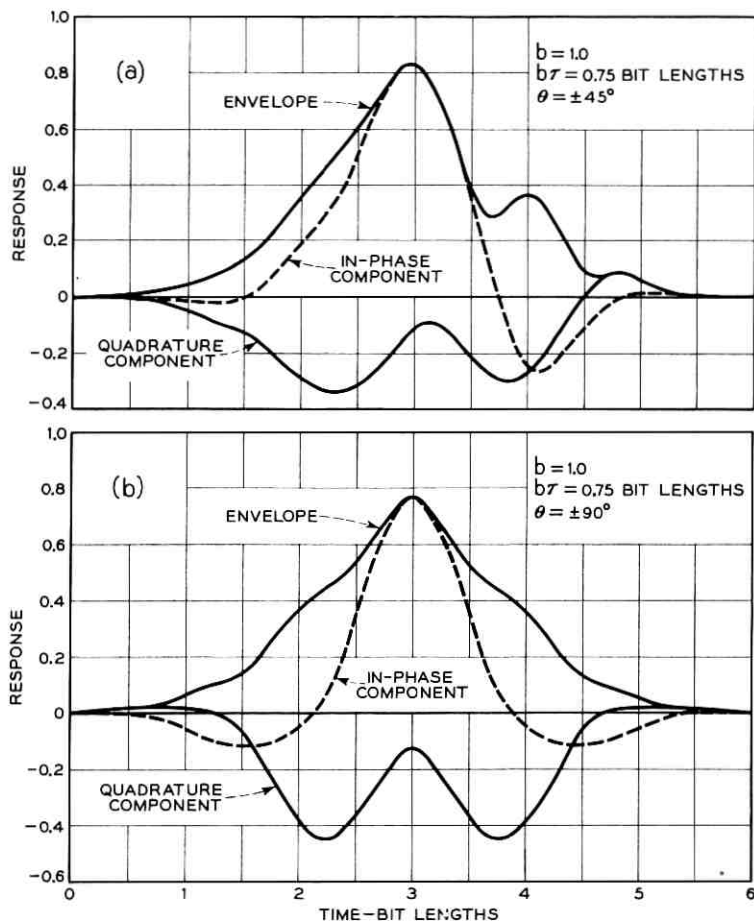 1.0
(a)
b = 1.0
bτ = 0.75 BIT LENGTHS
θ = ±45°
0.8
ENVELOPE
0.6
RESPONSE
0.4
0.2
IN-PHASE
COMPONENT
0
QUADRATURE
COMPONENT
-0.2
-0.4
1.0
(b)
b = 1.0
bτ = 0.75 BIT LENGTHS
θ = ±90°
0.8
ENVELOPE
0.6
0.4
RESPONSE
0.2
IN-PHASE
COMPONENT
0
-0.2
QUADRATURE
COMPONENT
-0.4
-0.6
0 1 2 3 4 5 6
TIME-BIT LENGTHS